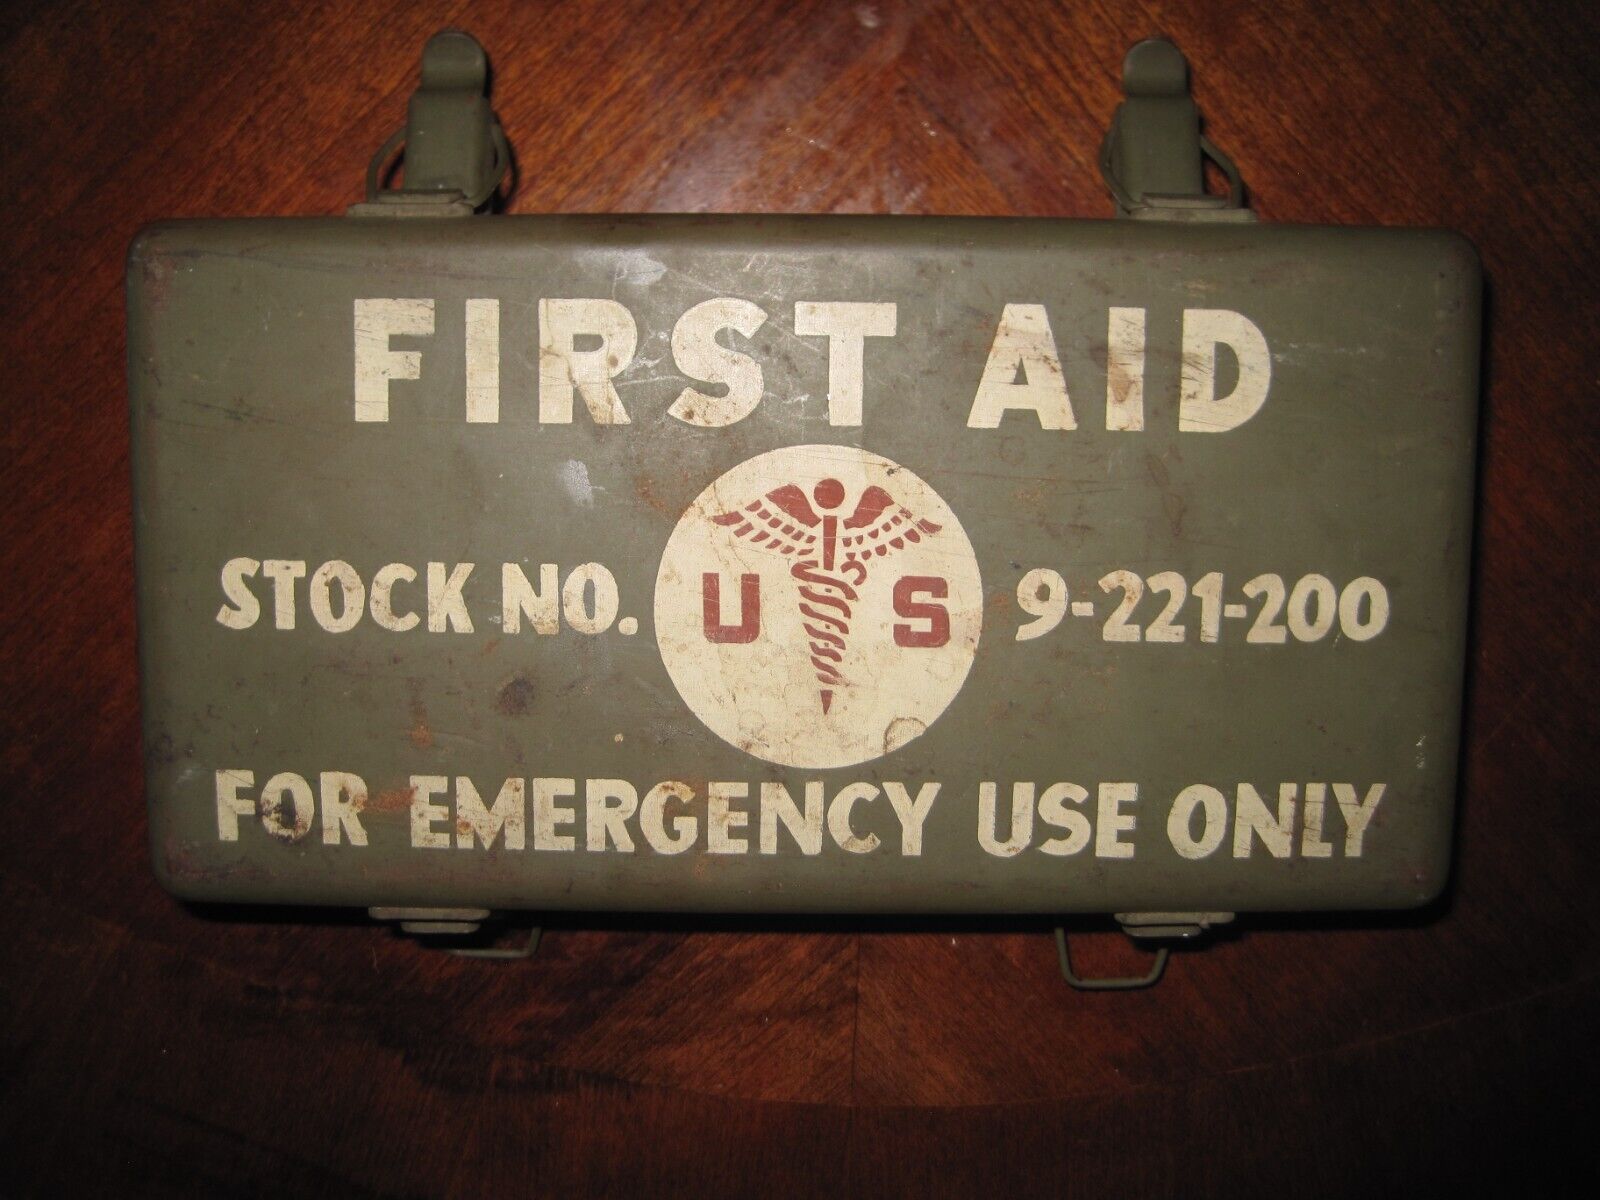 FIRST AID
STOCK NO. U S 9-221-200
FOR EMERGENCY USE ONLY